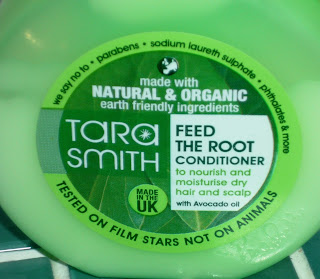 we say no to • parabens • sodium laureth sulphate • phthalates & more
made with
NATURAL & ORGANIC
earth friendly ingredients
TARA
SMITH
FEED
THE ROOT
CONDITIONER
to nourish and
moisturise dry
hair and scalp
with Avocado oil
MADE
IN THE
UK
TESTED ON FILM STARS NOT ON ANIMALS